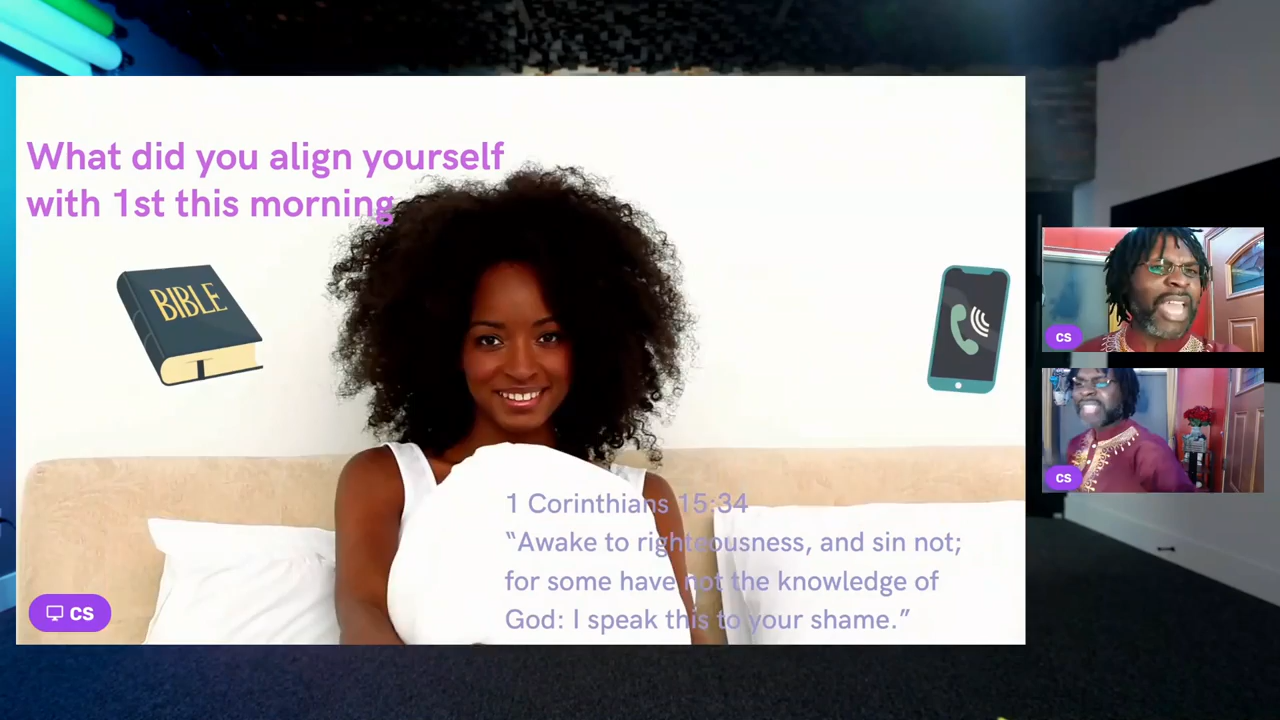 What did you align yourself
with 1st this morning
BIBLE
1 Corinthians 15:34
“Awake to righteousness, and sin not;
for some have not the knowledge of
God: I speak this to your shame.”
CS
CS
CS